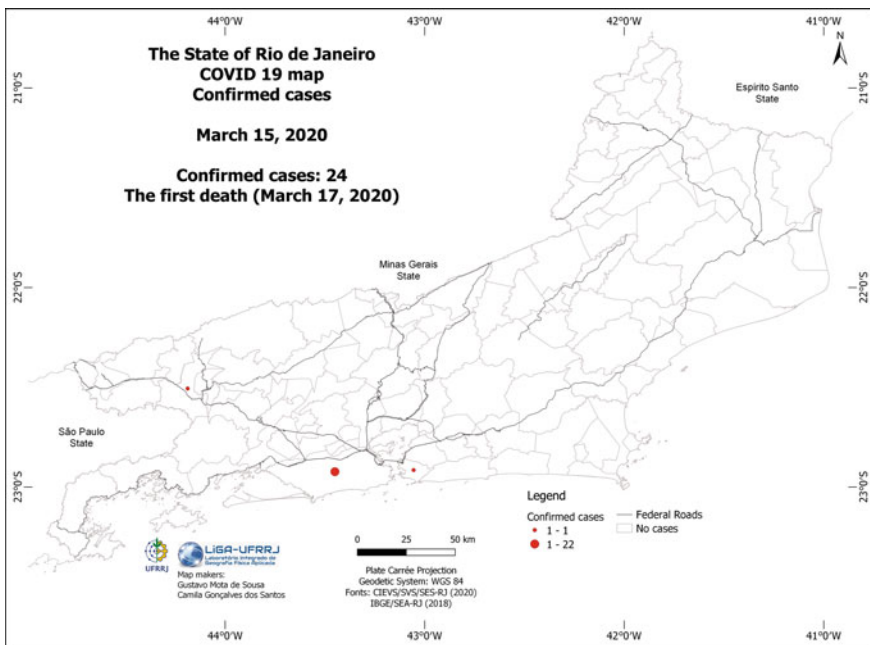 44°0'W 43°0'W 42°0'W 41°0'W
The State of Rio de Janeiro
COVID 19 map
Confirmed cases
March 15, 2020
Confirmed cases: 24
The first death (March 17, 2020)
N
21°0'S 21°0'S
Espírito Santo
State
Minas Gerais
State
22°0'S 22°0'S
São Paulo
State
23°0'S 23°0'S
Legend
Confirmed cases
1 - 1
1 - 22
Federal Roads
No cases
0 25 50 km
Plate Carrée Projection
Geodetic System: WGS 84
Fonts: CIEVS/SVS/SES-RJ (2020)
IBGE/SEA-RJ (2018)
UFRRJ
LiGA-UFRRJ
Laboratório Integrado de
Geografia Física Aplicada
Map makers:
Gustavo Mota de Sousa
Camila Gonçalves dos Santos
44°0'W 43°0'W 42°0'W 41°0'W